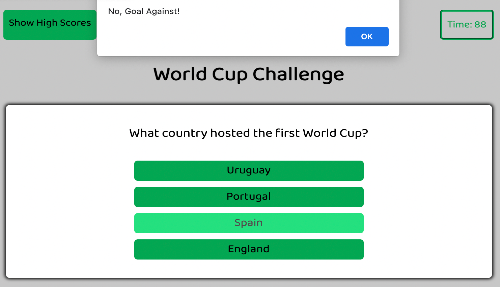 No, Goal Against!
OK
Show High Scores
Time: 88
World Cup Challenge
What country hosted the first World Cup?
Uruguay
Portugal
Spain
England